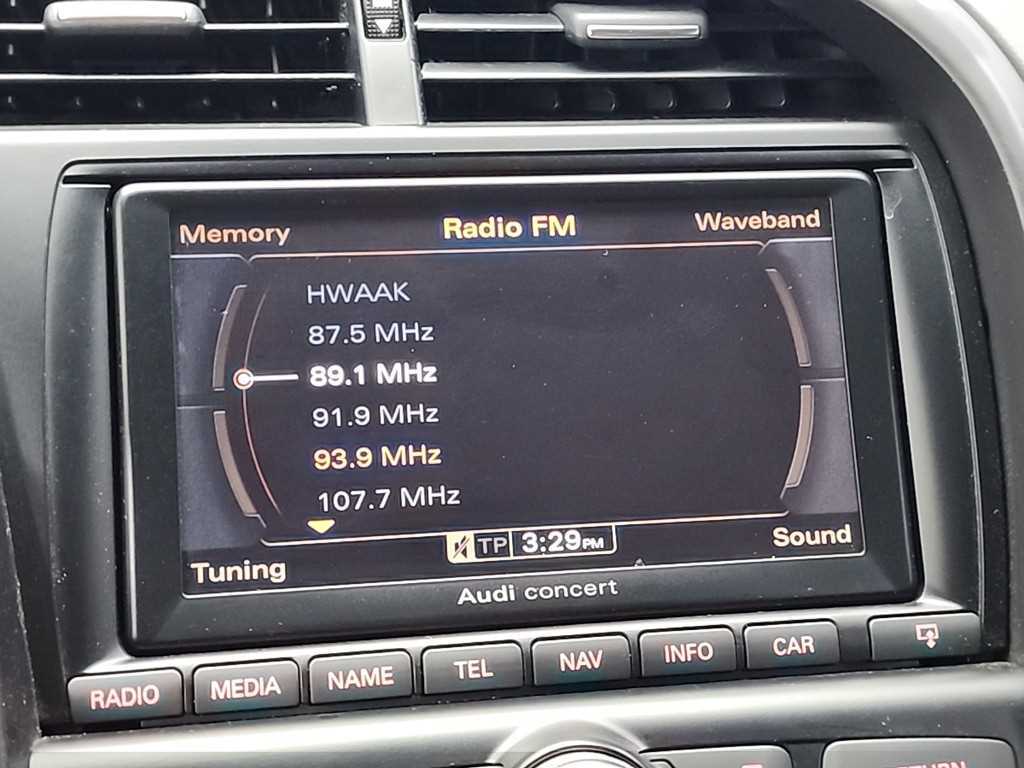 Memory Radio FM Waveband
HWAAK
87.5 MHz
89.1 MHz
91.9 MHz
93.9 MHz
107.7 MHz
TP 3:29PM
Tuning Sound
Audi concert
RADIO MEDIA NAME TEL NAV INFO CAR
RETURN